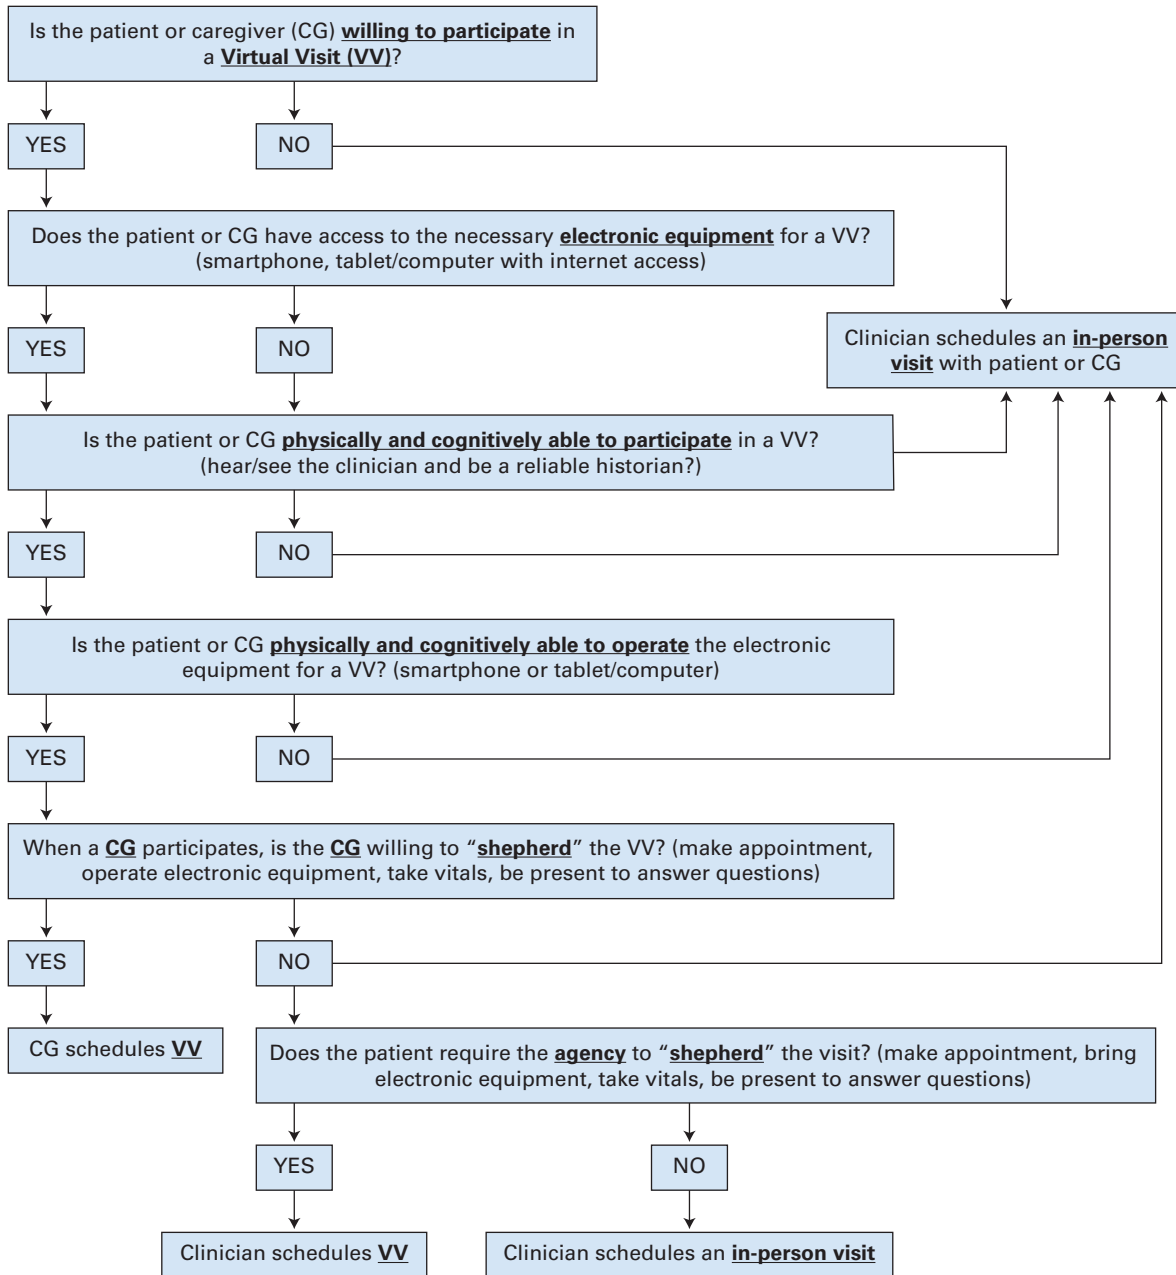 Is the patient or caregiver (CG) willing to participate in
a Virtual Visit (VV)?
YES
NO
Does the patient or CG have access to the necessary electronic equipment for a VV?
(smartphone, tablet/computer with internet access)
YES
NO
Clinician schedules an in-person
visit with patient or CG
Is the patient or CG physically and cognitively able to participate in a VV?
(hear/see the clinician and be a reliable historian?)
YES
NO
Is the patient or CG physically and cognitively able to operate the electronic
equipment for a VV? (smartphone or tablet/computer)
YES
NO
When a CG participates, is the CG willing to “shepherd” the VV? (make appointment,
operate electronic equipment, take vitals, be present to answer questions)
YES
NO
CG schedules VV
Does the patient require the agency to “shepherd” the visit? (make appointment, bring
electronic equipment, take vitals, be present to answer questions)
YES
NO
Clinician schedules VV
Clinician schedules an in-person visit